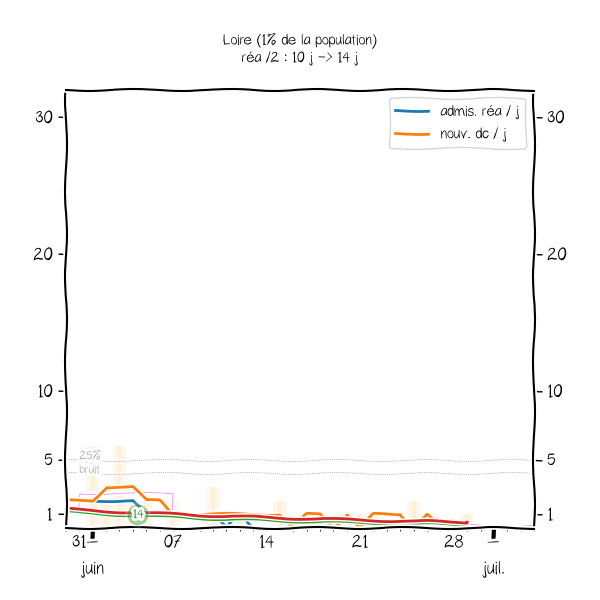 Loire (1% de la population)
réa /2 : 10 j -> 14 j
admis. réa / j
nouv. dc / j
30
30
20
20
10
10
5
5
25%
bruit
1
1
14
31
07
14
21
28
juin
juil.